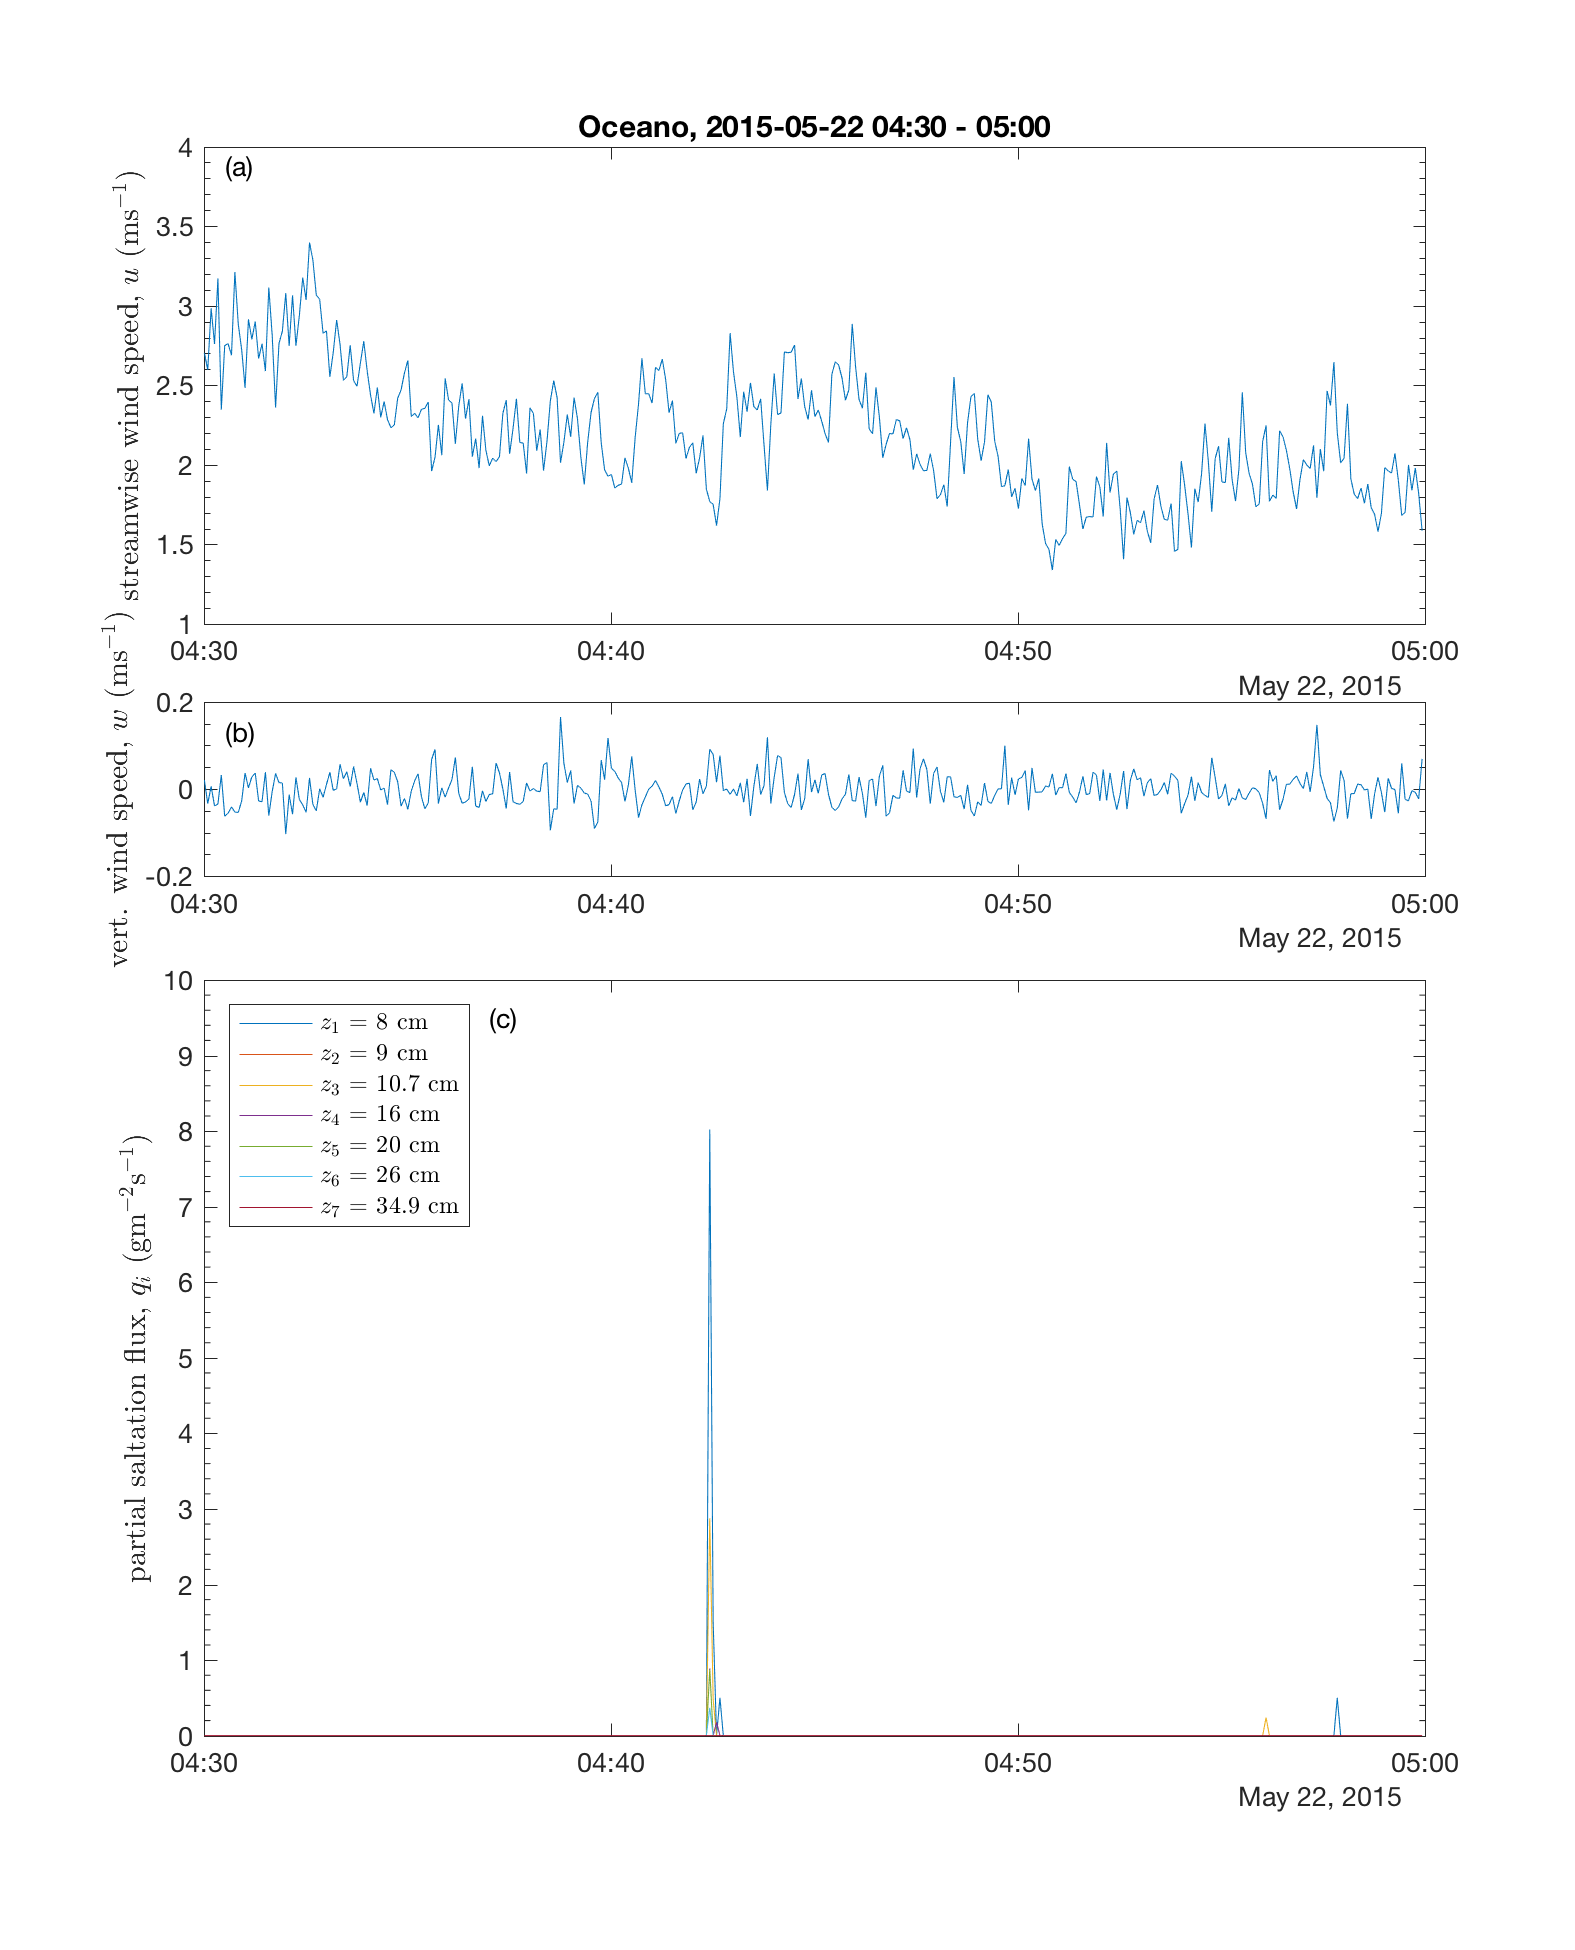 Oceano, 2015-05-22 04:30 - 05:00
(a)
streamwise wind speed, u (ms⁻¹)
4
3.5
3
2.5
2
1.5
1
04:30 04:40 04:50 05:00
May 22, 2015
(b)
vert. wind speed, w (ms⁻¹)
0.2
0
-0.2
04:30 04:40 04:50 05:00
May 22, 2015
(c)
partial saltation flux, qᵢ (gm⁻²s⁻¹)
10
9
8
7
6
5
4
3
2
1
0
z₁ = 8 cm
z₂ = 9 cm
z₃ = 10.7 cm
z₄ = 16 cm
z₅ = 20 cm
z₆ = 26 cm
z₇ = 34.9 cm
04:30 04:40 04:50 05:00
May 22, 2015